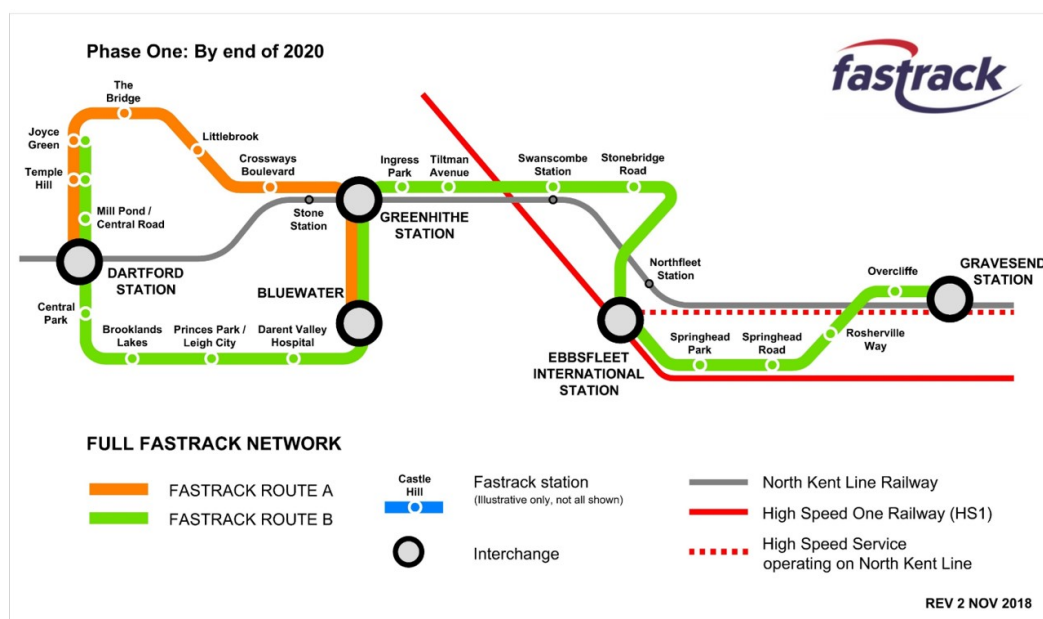 Phase One: By end of 2020
fastrack
The
Bridge
Joyce
Green
Littlebrook
Crossways
Boulevard
Ingress
Park
Tiltman
Avenue
Swanscombe
Station
Stonebridge
Road
Temple
Hill
Mill Pond /
Central Road
Stone
Station
GREENHITHE
STATION
DARTFORD
STATION
BLUEWATER
Northfleet
Station
Overcliffe
GRAVESEND
STATION
Central
Park
Brooklands
Lakes
Princes Park /
Leigh City
Darent Valley
Hospital
EBBSFLEET
INTERNATIONAL
STATION
Springhead
Park
Springhead
Road
Rosherville
Way
FULL FASTRACK NETWORK
FASTRACK ROUTE A
FASTRACK ROUTE B
Castle
Hill
Fastrack station
(Illustrative only, not all shown)
Interchange
North Kent Line Railway
High Speed One Railway (HS1)
High Speed Service
operating on North Kent Line
REV 2 NOV 2018